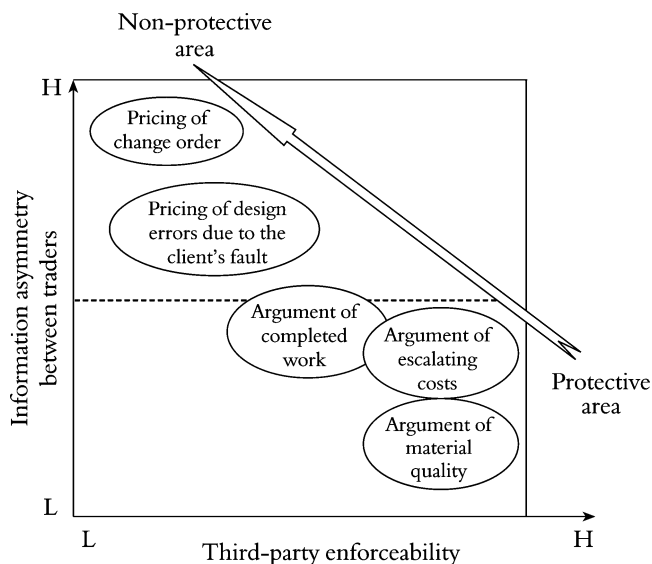 Non-protective
area
H
Pricing of
change order
Pricing of design
errors due to the
client's fault
Information asymmetry
between traders
Argument of
completed
work
Argument of
escalating
costs
Protective
area
Argument of
material
quality
L
L
Third-party enforceability
H